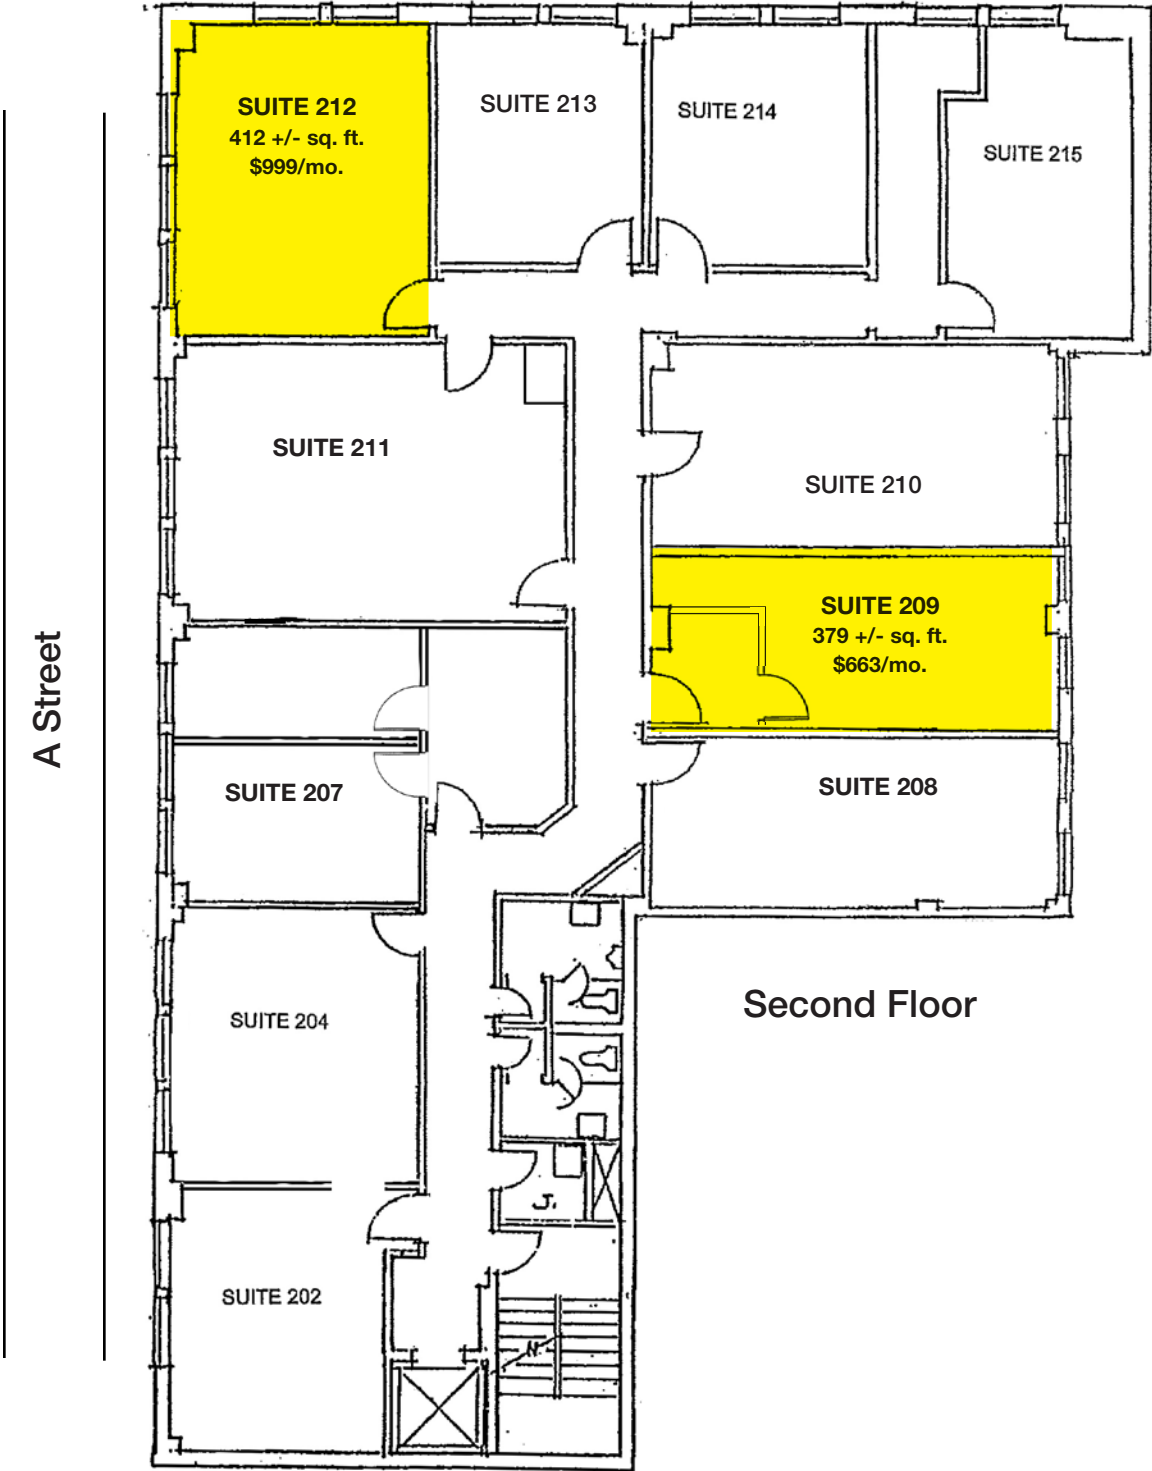 SUITE 212
412 +/- sq. ft.
$999/mo.
SUITE 213
SUITE 214
SUITE 215
SUITE 211
SUITE 210
SUITE 209
379 +/- sq. ft.
$663/mo.
A Street
SUITE 207
SUITE 208
Second Floor
SUITE 204
SUITE 202